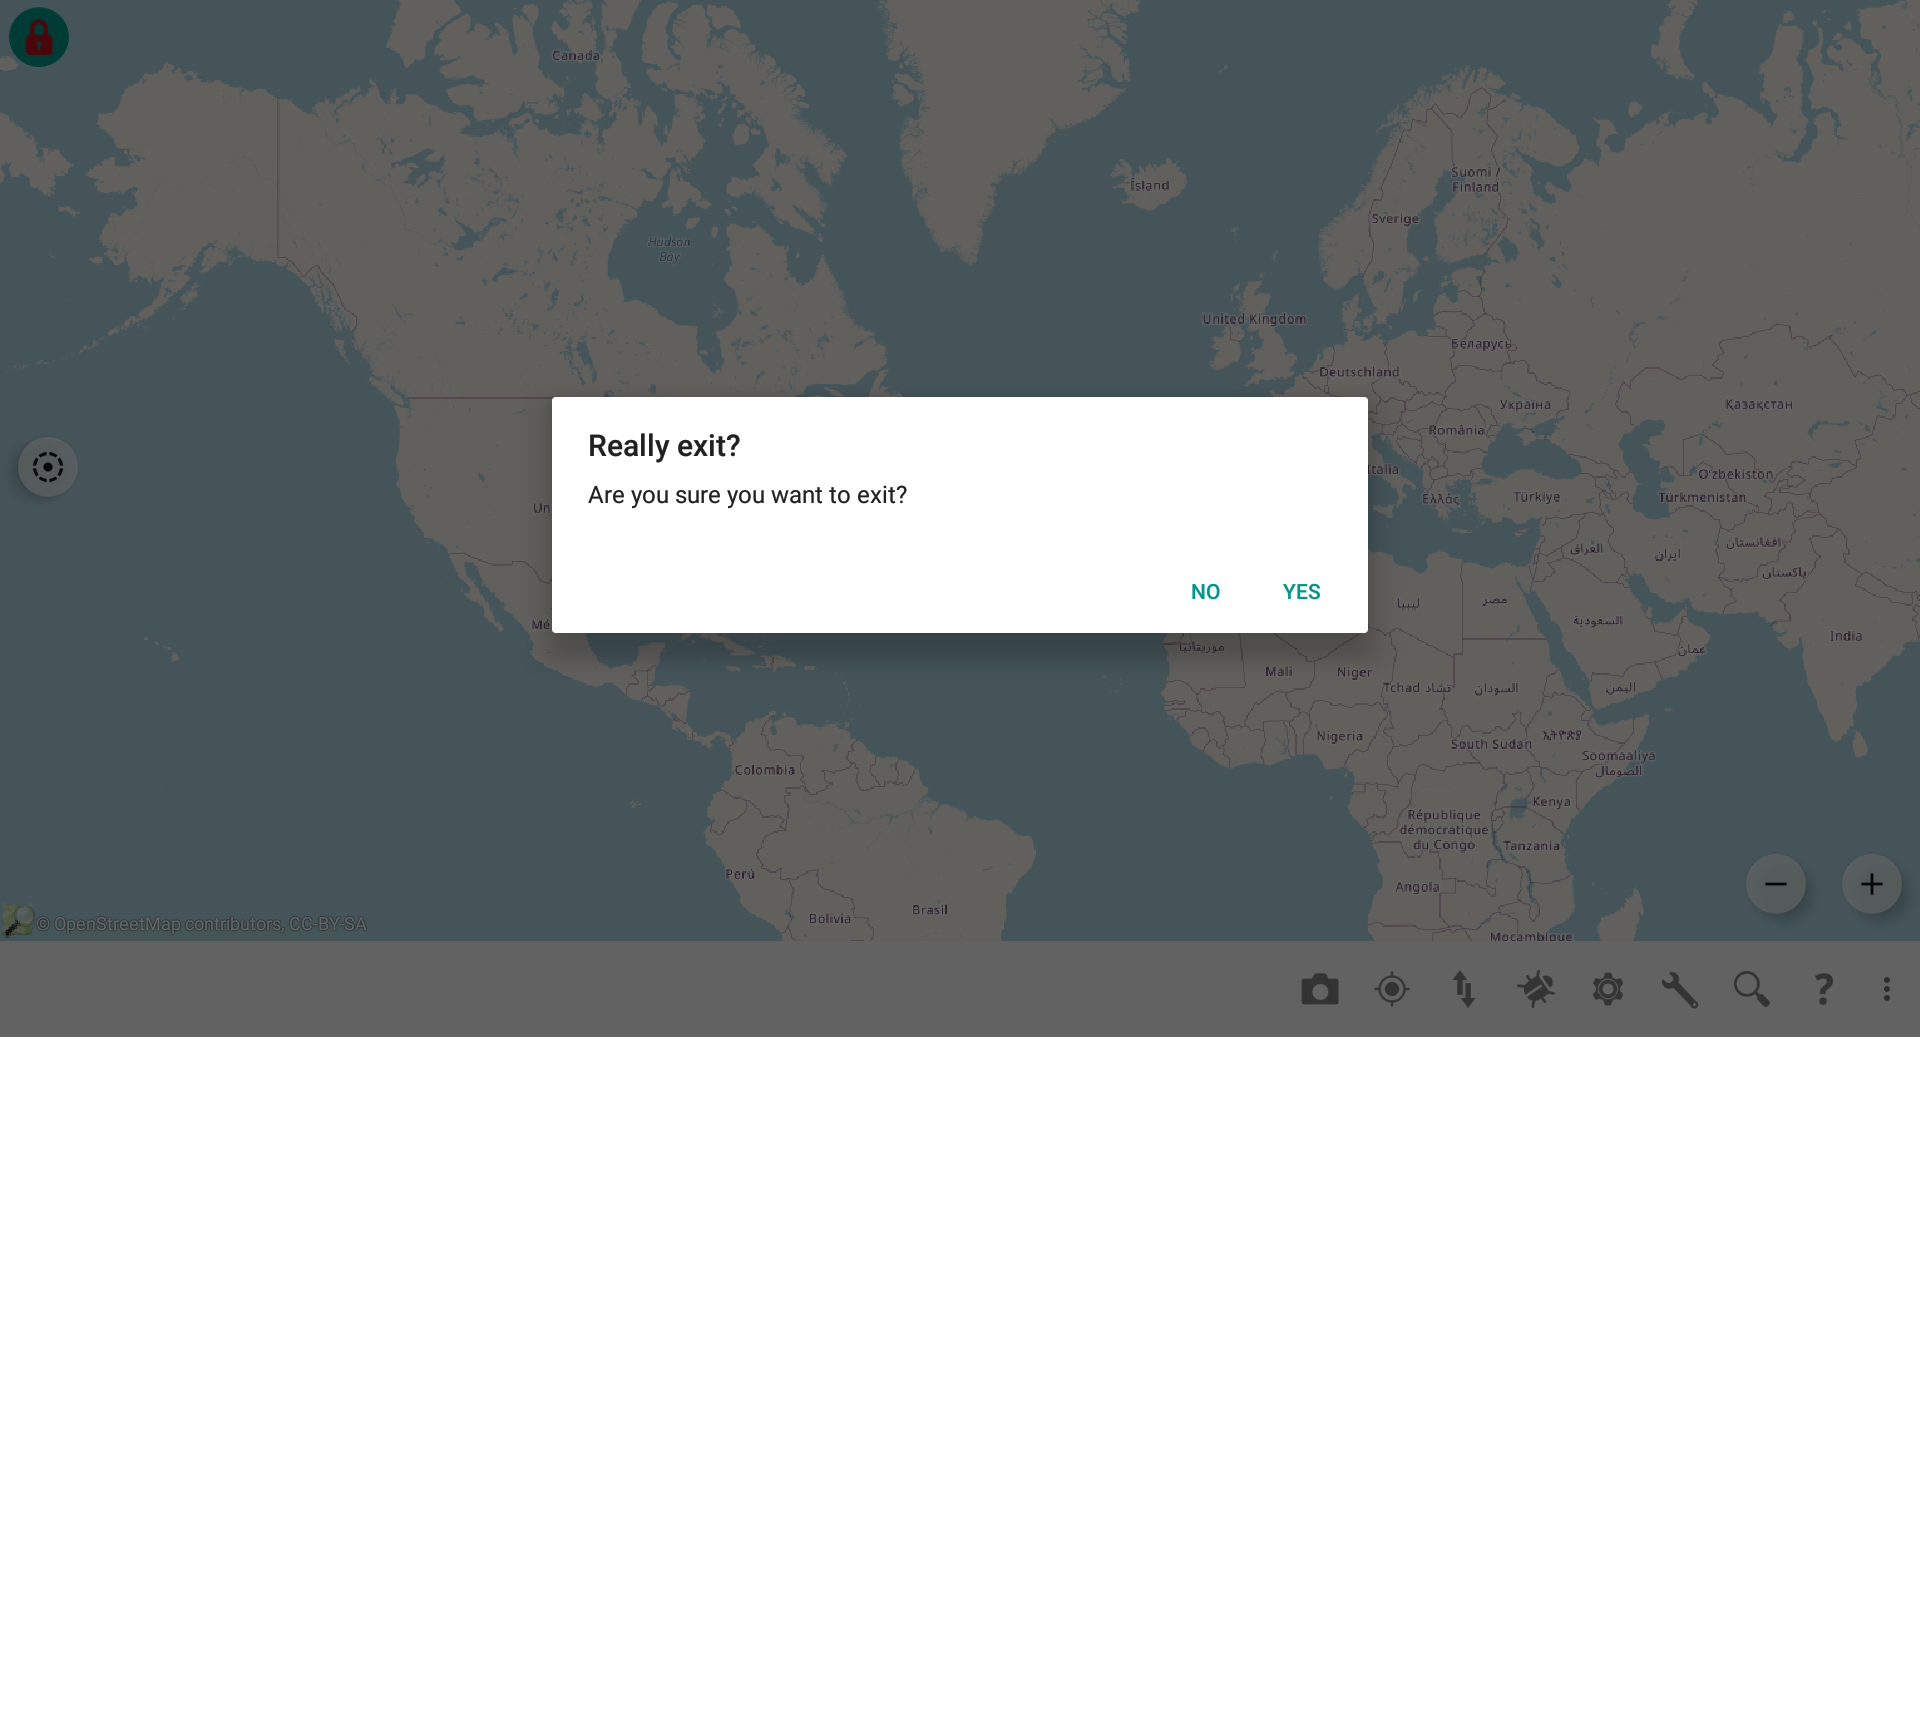 Canada
Hudson
Bay
Ísland
Suomi /
Finland
Sverige
United Kingdom
Беларусь
Deutschland
Україна
Қазақстан
România
Italia
Oʻzbekiston
Ελλάς
Türkiye
Türkmenistan
Really exit?
Are you sure you want to exit?
NO
YES
Un
العراق
ایران
افغانستان
پاکستان
ليبيا
مصر
السعودية
Mé
India
موريتانيا
عمان
Mali
Niger
Tchad تشاد
السودان
اليمن
Nigeria
South Sudan
ኢትዮጵያ
Soomaaliya
الصومال
Colombia
Kenya
République
démocratique
du Congo
Tanzania
Perú
Angola
Bolivia
Brasil
Moçambique
© OpenStreetMap contributors, CC-BY-SA
?